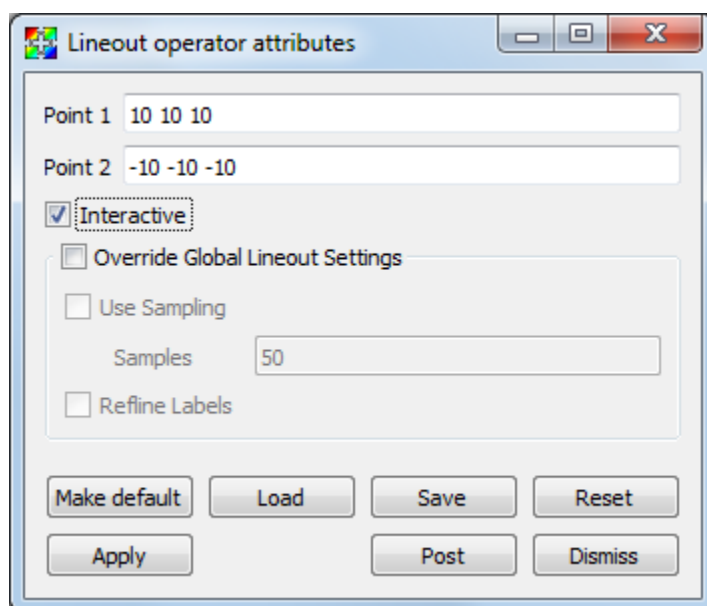 Lineout operator attributes
Point 1 10 10 10
Point 2 -10 -10 -10
Interactive
Override Global Lineout Settings
Use Sampling
Samples 50
Refline Labels
Make default Load Save Reset
Apply Post Dismiss